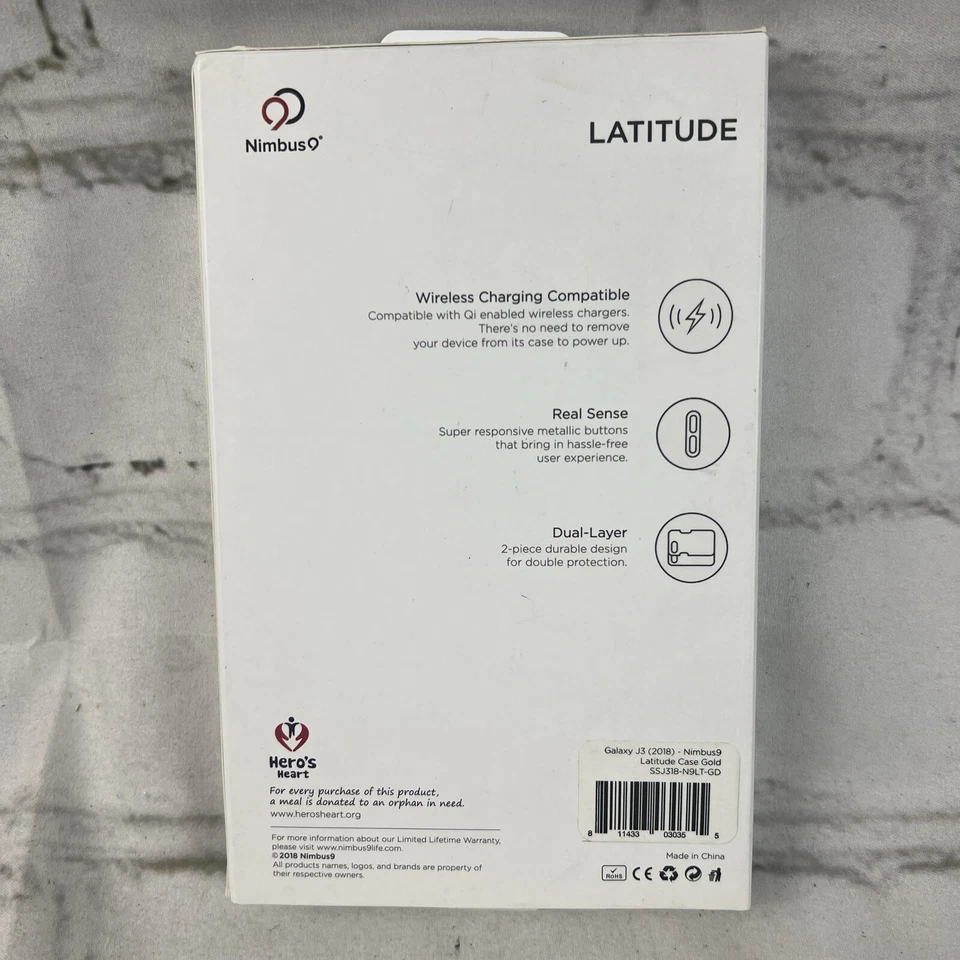 Nimbus9®
LATITUDE
Wireless Charging Compatible
Compatible with Qi enabled wireless chargers.
There's no need to remove
your device from its case to power up.
Real Sense
Super responsive metallic buttons
that bring in hassle-free
user experience.
Dual-Layer
2-piece durable design
for double protection.
Hero's
Heart
For every purchase of this product,
a meal is donated to an orphan in need.
www.herosheart.org
For more information about our Limited Lifetime Warranty,
please visit www.nimbus9life.com.
©2018 Nimbus9
All products names, logos, and brands are property of
their respective owners.
Galaxy J3 (2018) - Nimbus9
Latitude Case Gold
SSJ318-N9LT-GD
8 11433 03035 5
Made in China
RoHS CE